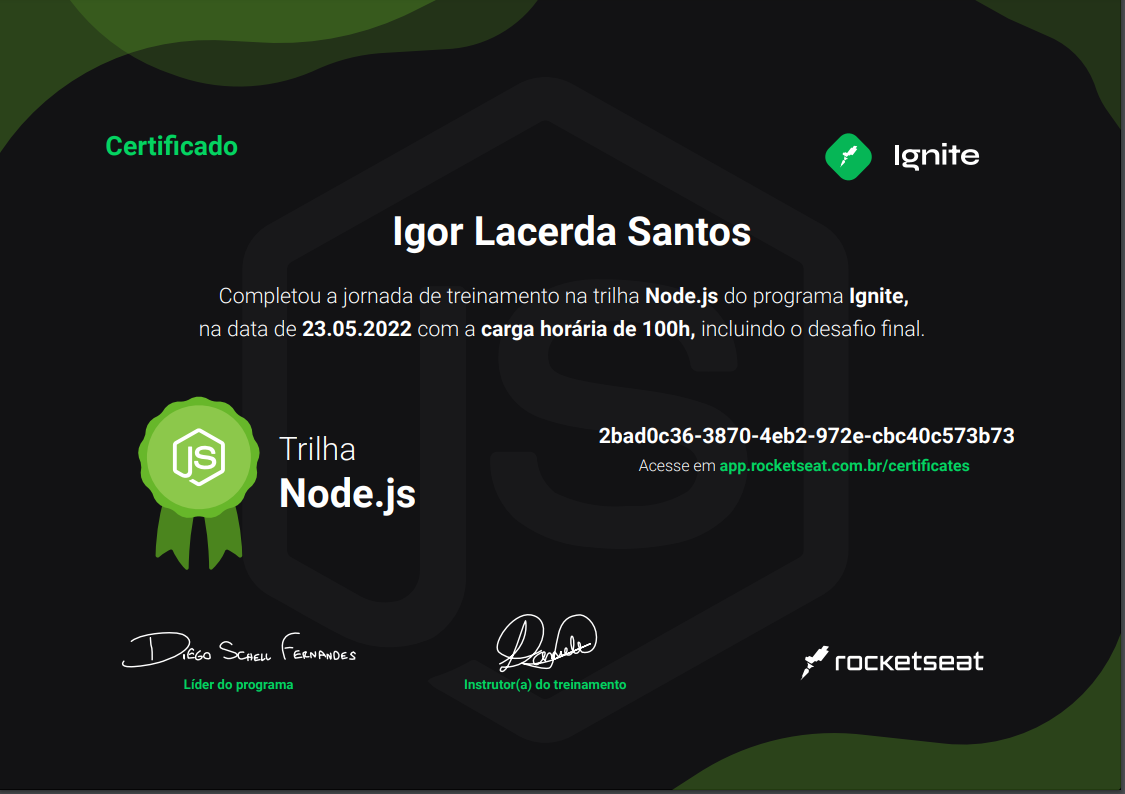 Certificado
Ignite
Igor Lacerda Santos
Completou a jornada de treinamento na trilha Node.js do programa Ignite,
na data de 23.05.2022 com a carga horária de 100h, incluindo o desafio final.
JS
Trilha
Node.js
2bad0c36-3870-4eb2-972e-cbc40c573b73
Acesse em app.rocketseat.com.br/certificates
Diego Schell Fernandes
Líder do programa
Instrutor(a) do treinamento
rocketseat